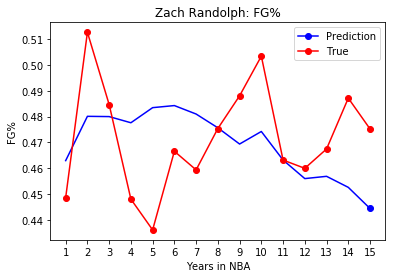 Zach Randolph: FG%
Prediction
True
0.51
0.50
0.49
0.48
0.47
0.46
0.45
0.44
FG%
1 2 3 4 5 6 7 8 9 10 11 12 13 14 15
Years in NBA